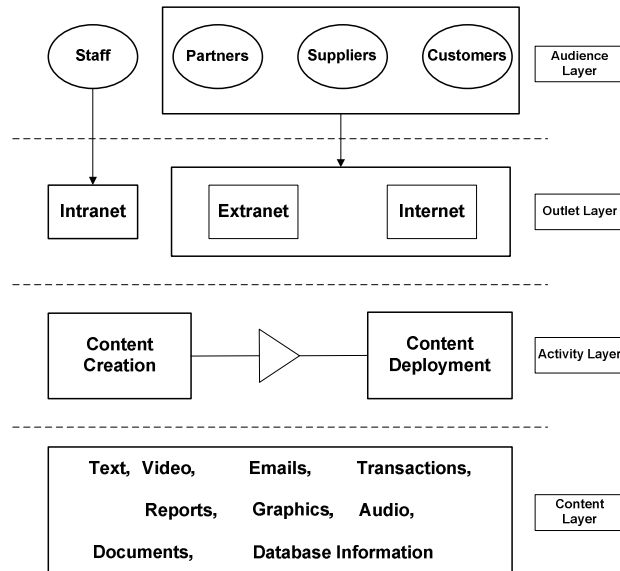 Staff
Partners
Suppliers
Customers
Audience
Layer
Intranet
Extranet
Internet
Outlet Layer
Content
Creation
Content
Deployment
Activity Layer
Text, Video, Emails, Transactions,
Reports, Graphics, Audio,
Documents, Database Information
Content
Layer